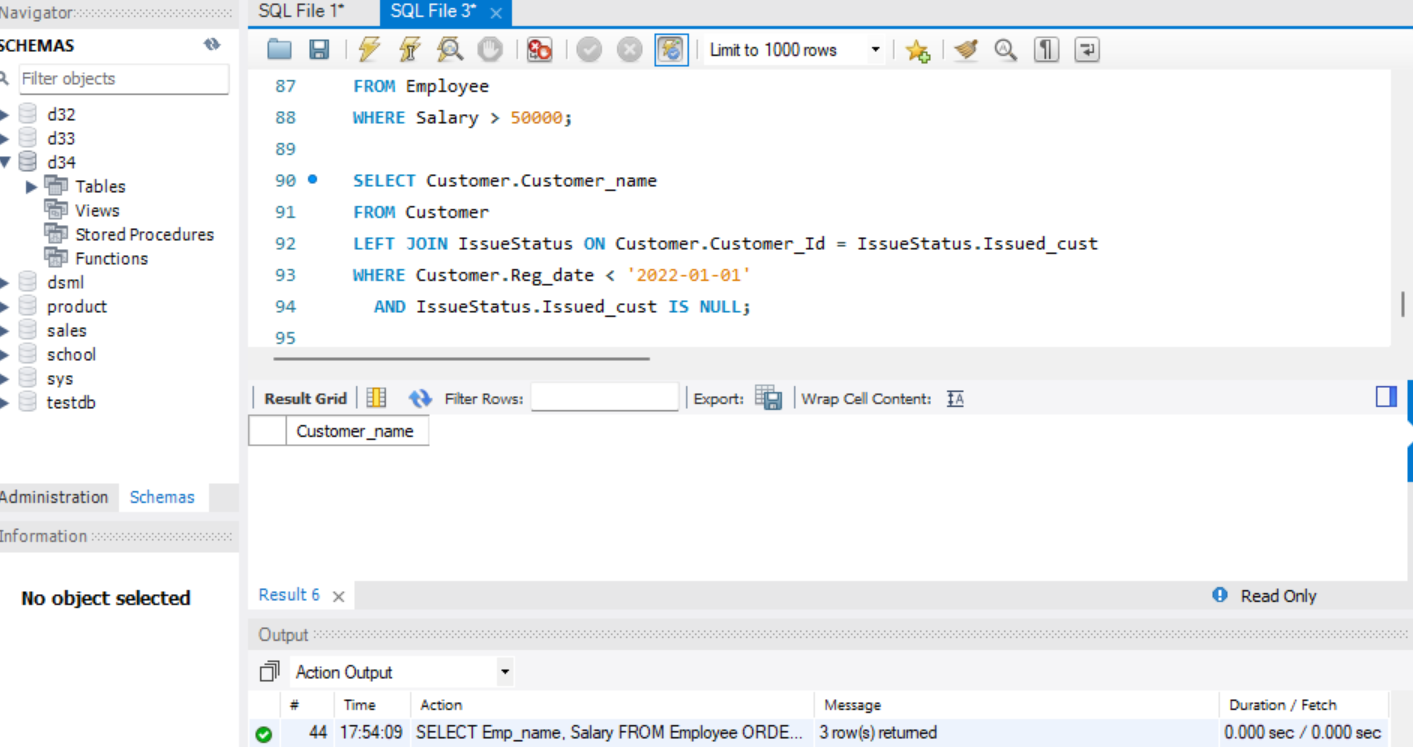 Navigator
SCHEMAS
Filter objects
d32
d33
d34
Tables
Views
Stored Procedures
Functions
dsml
product
sales
school
sys
testdb
Administration Schemas
Information
No object selected
SQL File 1* SQL File 3*
Limit to 1000 rows
87 FROM Employee
88 WHERE Salary > 50000;
89
90 SELECT Customer.Customer_name
91 FROM Customer
92 LEFT JOIN IssueStatus ON Customer.Customer_Id = IssueStatus.Issued_cust
93 WHERE Customer.Reg_date < '2022-01-01'
94 AND IssueStatus.Issued_cust IS NULL;
95
Result Grid Filter Rows: Export: Wrap Cell Content: IA
Customer_name
Result 6 Read Only
Output
Action Output
# Time Action Message Duration / Fetch
44 17:54:09 SELECT Emp_name, Salary FROM Employee ORDE... 3 row(s) returned 0.000 sec / 0.000 sec